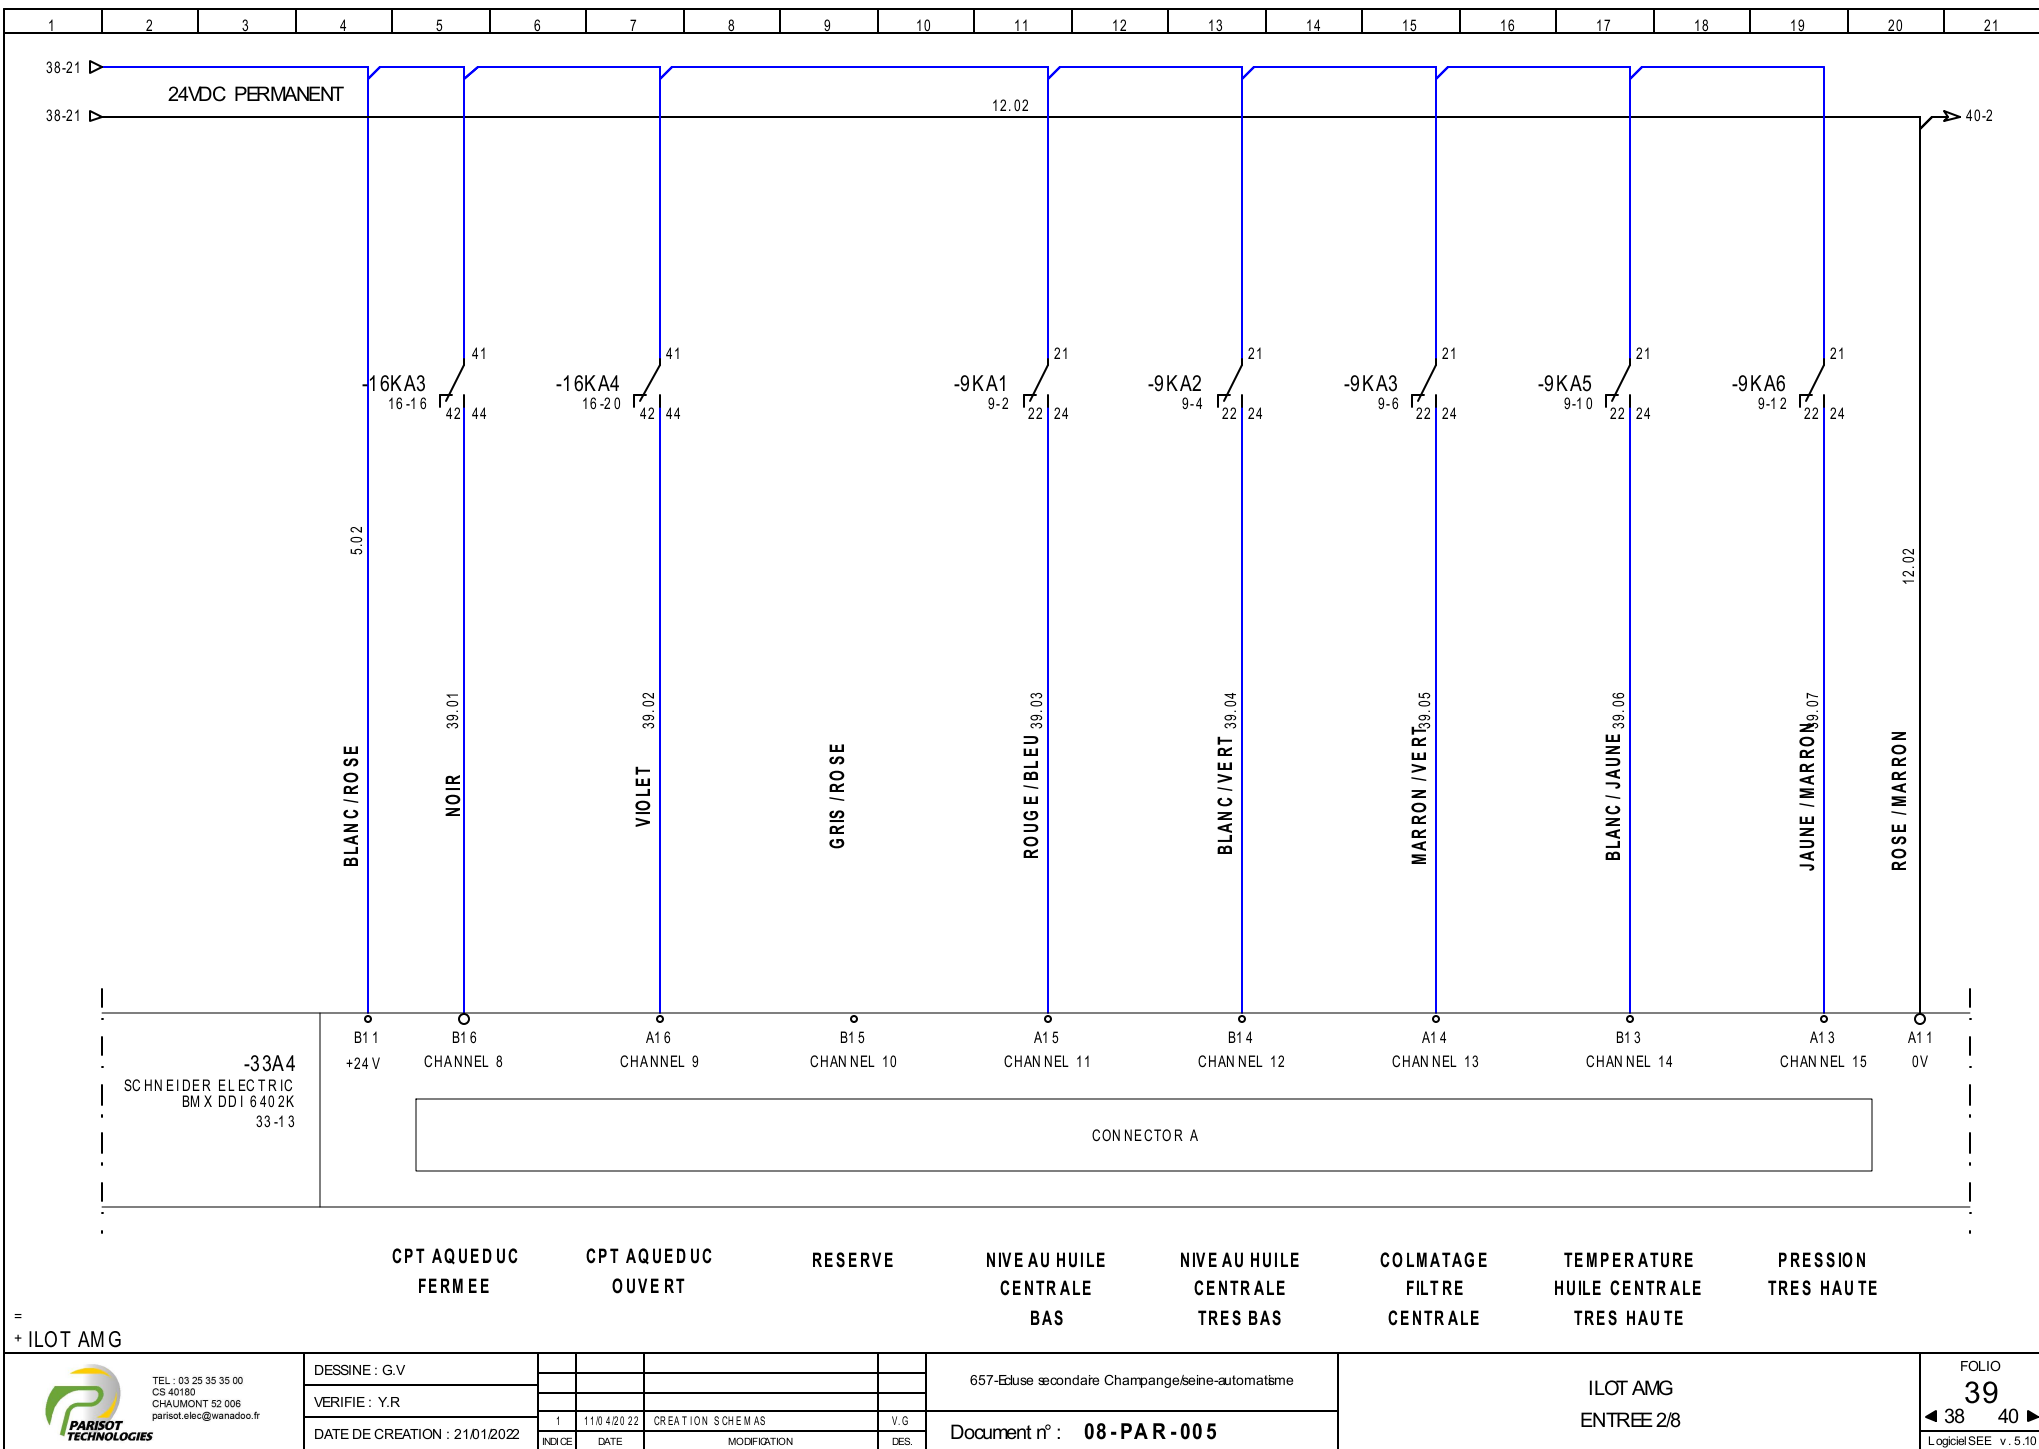 1 2 3 4 5 6 7 8 9 10 11 12 13 14 15 16 17 18 19 20 21
38-21
24VDC PERMANENT
38-21
12.02
40-2
41 41 21 21 21 21 21
-16KA3 -16KA4 -9KA1 -9KA2 -9KA3 -9KA5 -9KA6
16-16 16-20 9-2 9-4 9-6 9-10 9-12
42 44 42 44 22 24 22 24 22 24 22 24 22 24
5.02
12.02
39.01 39.02 39.03 39.04 39.05 39.06 39.07
BLANC/ROSE
NOIR
VIOLET
GRIS /ROSE
ROUGE/BLEU
BLANC/VERT
MARRON /VERT
BLANC/JAUNE
JAUNE /MARRON
ROSE /MARRON
B11 B16 A16 B15 A15 B14 A14 B13 A13 A11
+24V CHANNEL 8 CHANNEL 9 CHANNEL 10 CHANNEL 11 CHANNEL 12 CHANNEL 13 CHANNEL 14 CHANNEL 15 0V
-33A4
SCHNEIDER ELECTRIC
BMX DDI 6402K
33-13
CONNECTOR A
CPT AQUEDUC
FERMEE
CPT AQUEDUC
OUVERT
RESERVE
NIVEAU HUILE
CENTRALE
BAS
NIVEAU HUILE
CENTRALE
TRES BAS
COLMATAGE
FILTRE
CENTRALE
TEMPERATURE
HUILE CENTRALE
TRES HAUTE
PRESSION
TRES HAUTE
=
+ ILOT AMG
PARISOT
TECHNOLOGIES
TEL : 03 25 35 35 00
CS 40180
CHAUMONT 52 006
parisot.elec@wanadoo.fr
DESSINE : G.V
VERIFIE : Y.R
DATE DE CREATION : 21/01/2022
1 11/04/2022 CREATION SCHEMAS V.G
INDICE DATE MODIFICATION DES.
657-Ecluse secondaire Champange/seine-automatisme
Document n° : 08-PAR-005
ILOT AMG
ENTREE 2/8
FOLIO
39
38 40
Logiciel SEE v.5.10